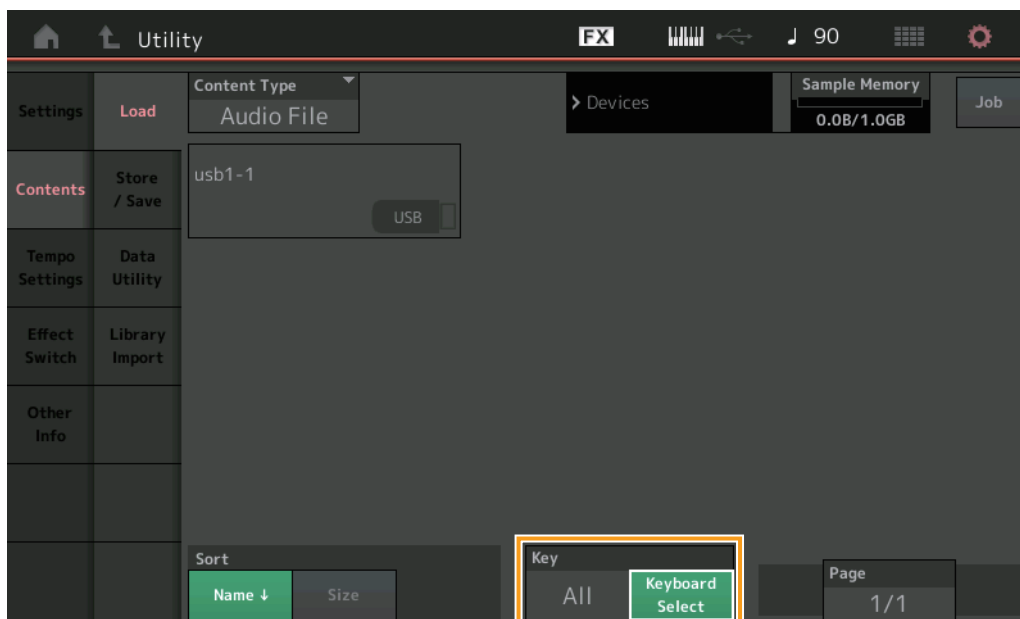 Utility
FX
♩ 90
Settings
Load
Content Type
Audio File
> Devices
Sample Memory
0.0B/1.0GB
Job
Contents
Store
/ Save
usb1-1
USB
Tempo
Settings
Data
Utility
Effect
Switch
Library
Import
Other
Info
Sort
Name ↓
Size
Key
All
Keyboard
Select
Page
1/1